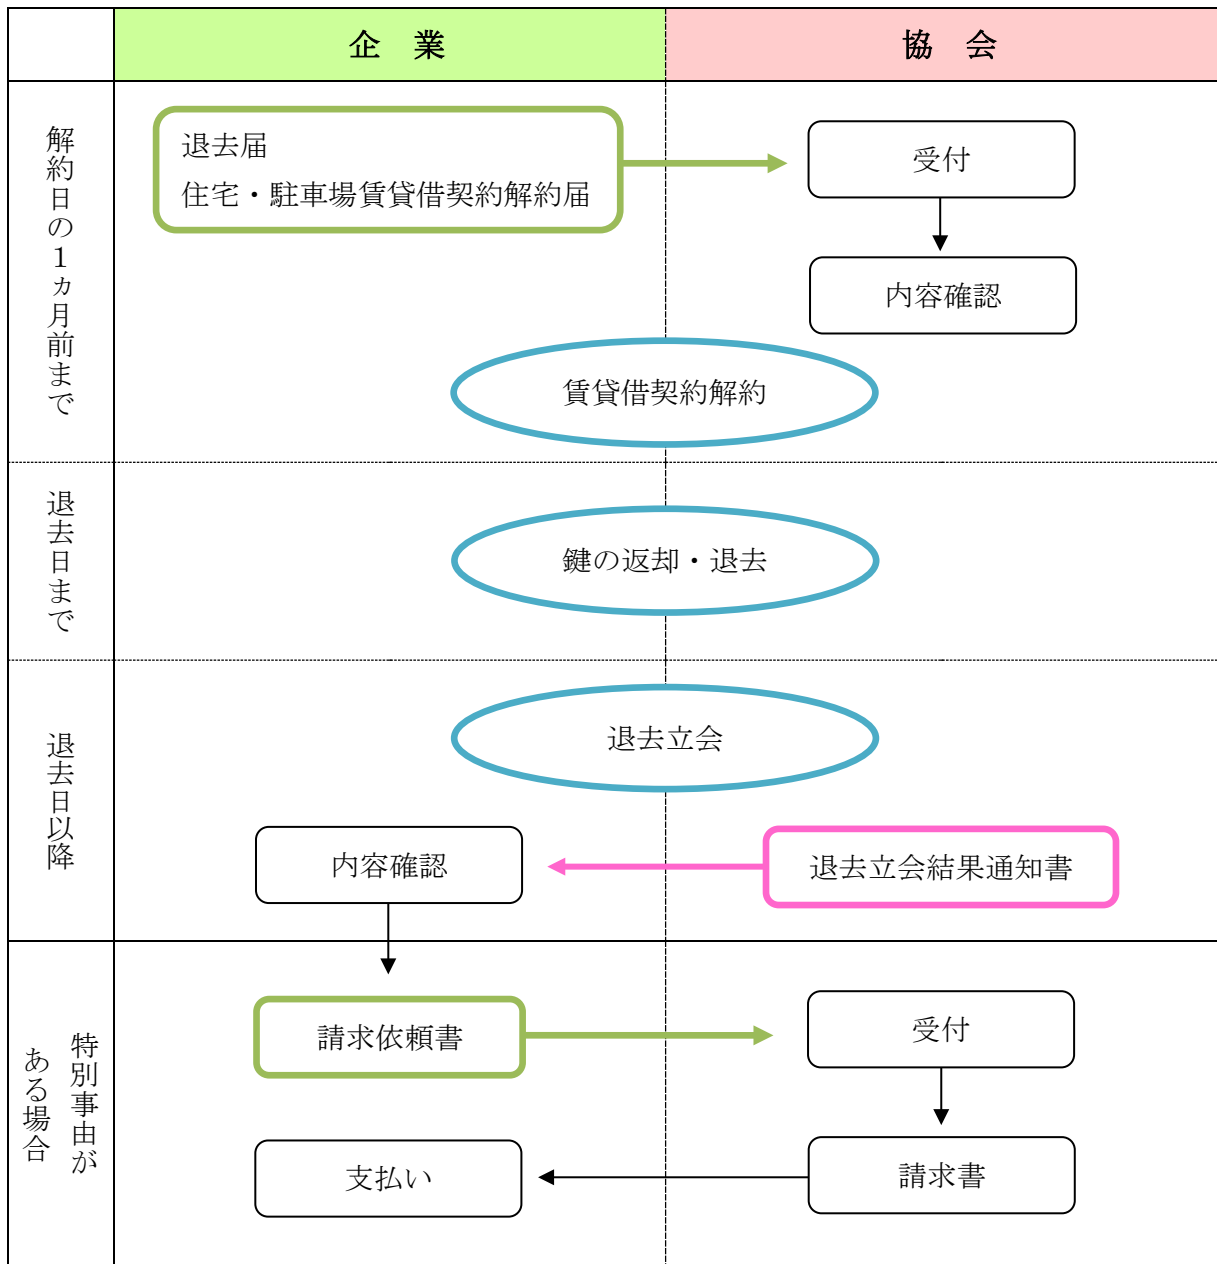 企 業
協 会
解約日の１ヵ月前まで
退去届
住宅・駐車場賃貸借契約解約届
受付
内容確認
賃貸借契約解約
退去日まで
鍵の返却・退去
退去日以降
退去立会
内容確認
退去立会結果通知書
特別事由が
ある場合
請求依頼書
受付
支払い
請求書